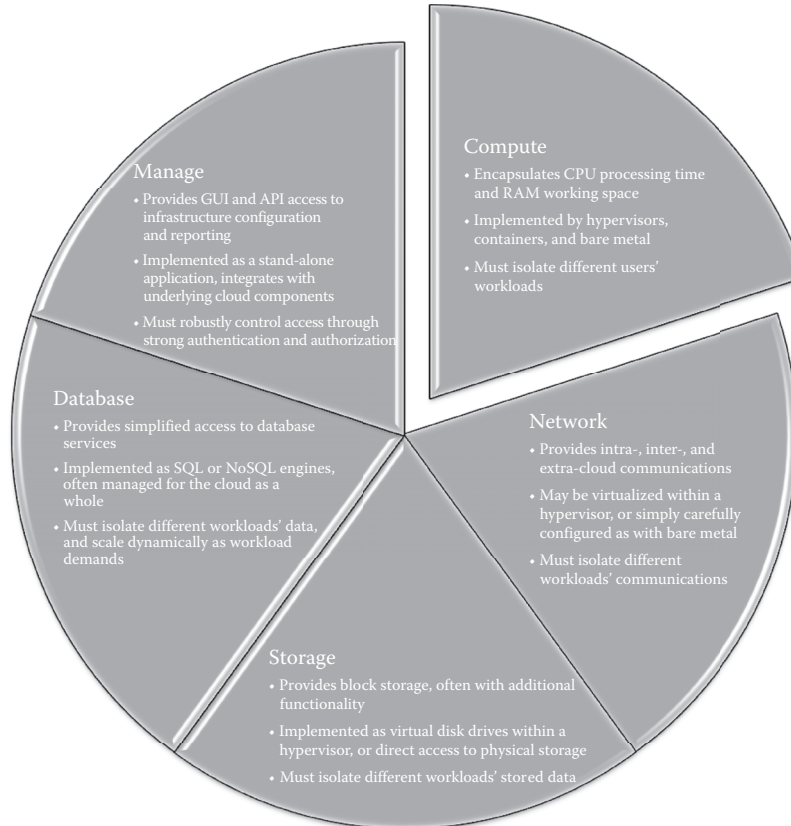 Compute
• Encapsulates CPU processing time
and RAM working space
• Implemented by hypervisors,
containers, and bare metal
• Must isolate different users’
workloads
Network
• Provides intra-, inter-, and
extra-cloud communications
• May be virtualized within a
hypervisor, or simply carefully
configured as with bare metal
• Must isolate different
workloads’ communications
Storage
• Provides block storage, often with additional
functionality
• Implemented as virtual disk drives within a
hypervisor, or direct access to physical storage
• Must isolate different workloads’ stored data
Database
• Provides simplified access to database
services
• Implemented as SQL or NoSQL engines,
often managed for the cloud as a
whole
• Must isolate different workloads’ data,
and scale dynamically as workload
demands
Manage
• Provides GUI and API access to
infrastructure configuration
and reporting
• Implemented as a stand-alone
application, integrates with
underlying cloud components
• Must robustly control access through
strong authentication and authorization